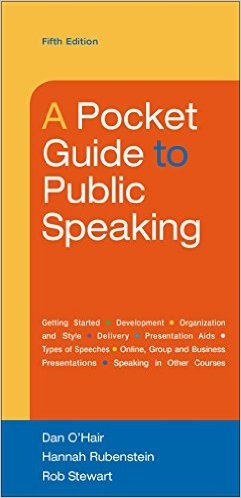 Fifth Edition
A Pocket
Guide to
Public
Speaking
Getting Started • Development • Organization
and Style • Delivery • Presentation Aids •
Types of Speeches • Online, Group and Business
Presentations • Speaking in Other Courses
Dan O'Hair
Hannah Rubenstein
Rob Stewart